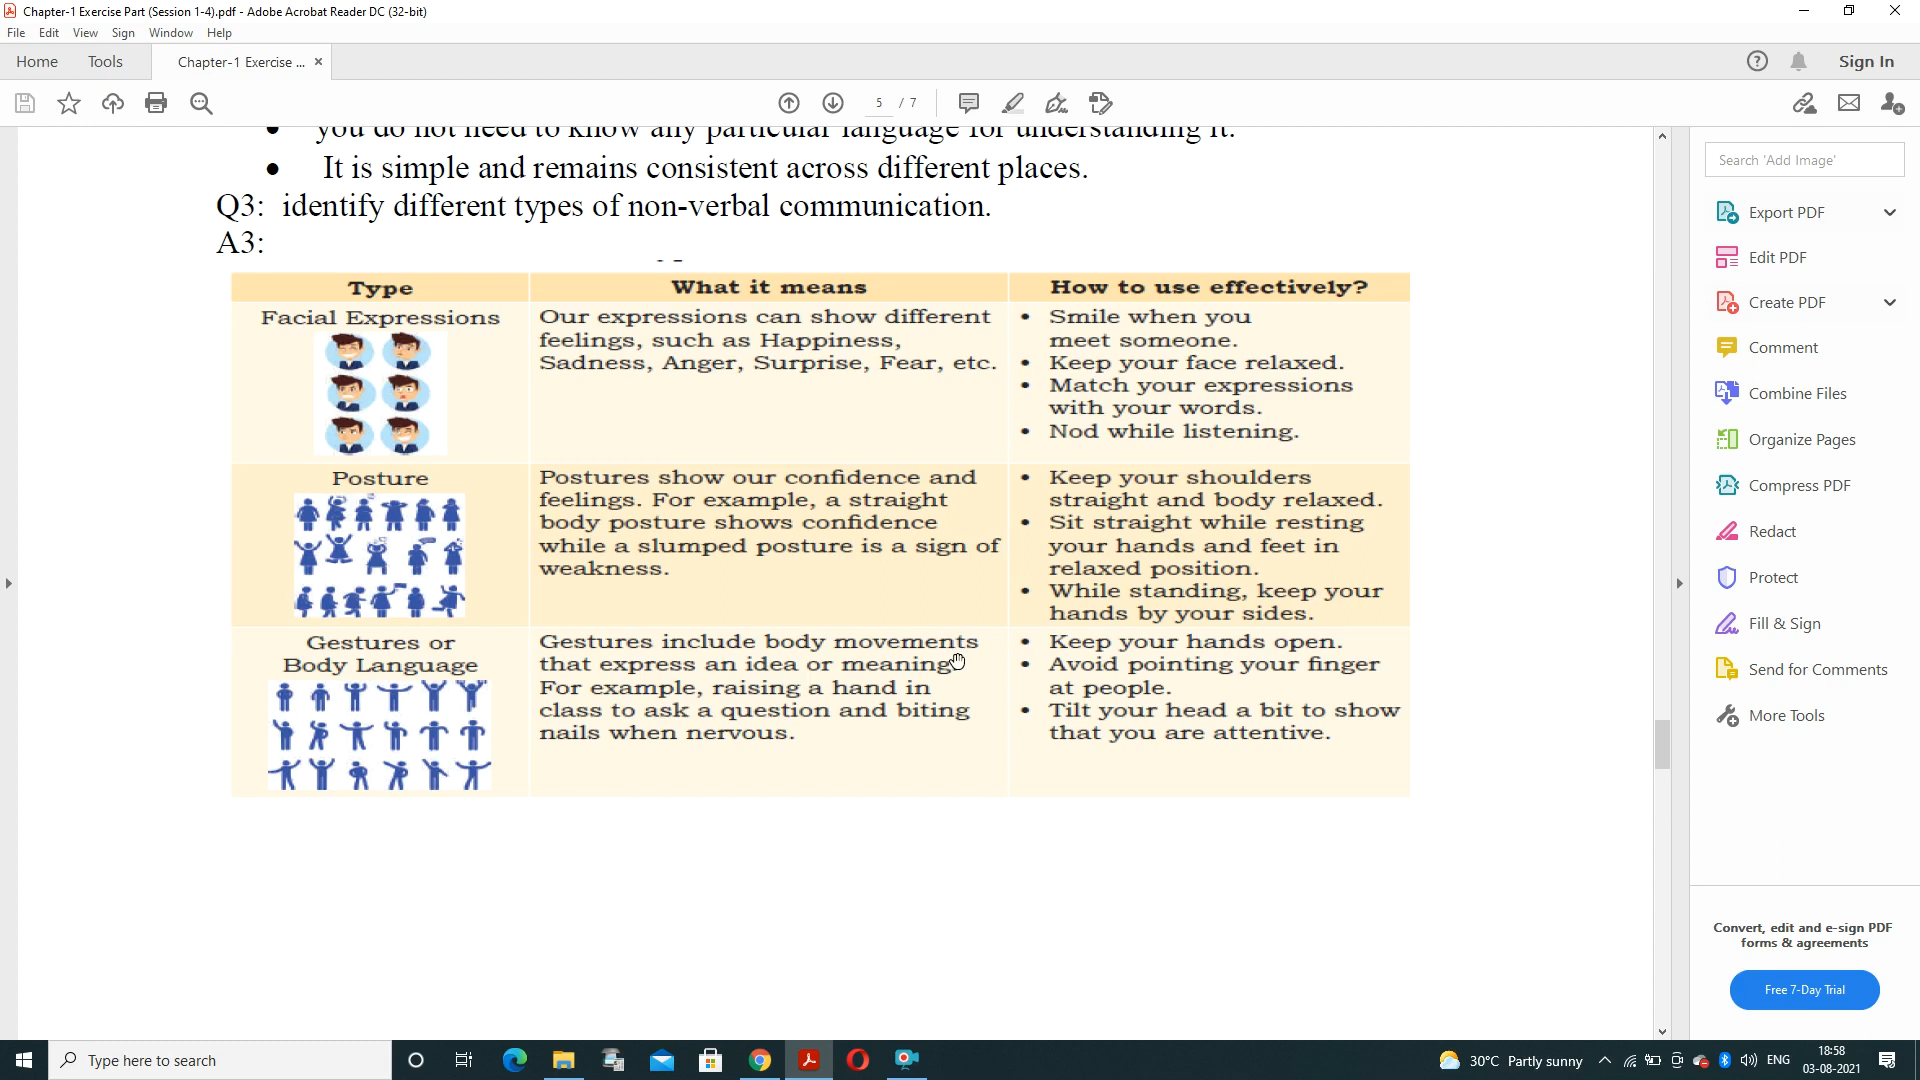 Chapter-1 Exercise Part (Session 1-4).pdf - Adobe Acrobat Reader DC (32-bit)
File Edit View Sign Window Help
Home Tools Chapter-1 Exercise ... × Sign In
5 / 7
you do not need to know any particular language for understanding it.
• It is simple and remains consistent across different places.
Q3: identify different types of non-verbal communication.
A3:
Type What it means How to use effectively?
Facial Expressions
Our expressions can show different
feelings, such as Happiness,
Sadness, Anger, Surprise, Fear, etc.
• Smile when you
meet someone.
• Keep your face relaxed.
• Match your expressions
with your words.
• Nod while listening.
Posture
Postures show our confidence and
feelings. For example, a straight
body posture shows confidence
while a slumped posture is a sign of
weakness.
• Keep your shoulders
straight and body relaxed.
• Sit straight while resting
your hands and feet in
relaxed position.
• While standing, keep your
hands by your sides.
Gestures or
Body Language
Gestures include body movements
that express an idea or meaning
For example, raising a hand in
class to ask a question and biting
nails when nervous.
• Keep your hands open.
• Avoid pointing your finger
at people.
• Tilt your head a bit to show
that you are attentive.
Search 'Add Image'
Export PDF
Edit PDF
Create PDF
Comment
Combine Files
Organize Pages
Compress PDF
Redact
Protect
Fill & Sign
Send for Comments
More Tools
Convert, edit and e-sign PDF
forms & agreements
Free 7-Day Trial
Type here to search
30°C Partly sunny
ENG
18:58
03-08-2021